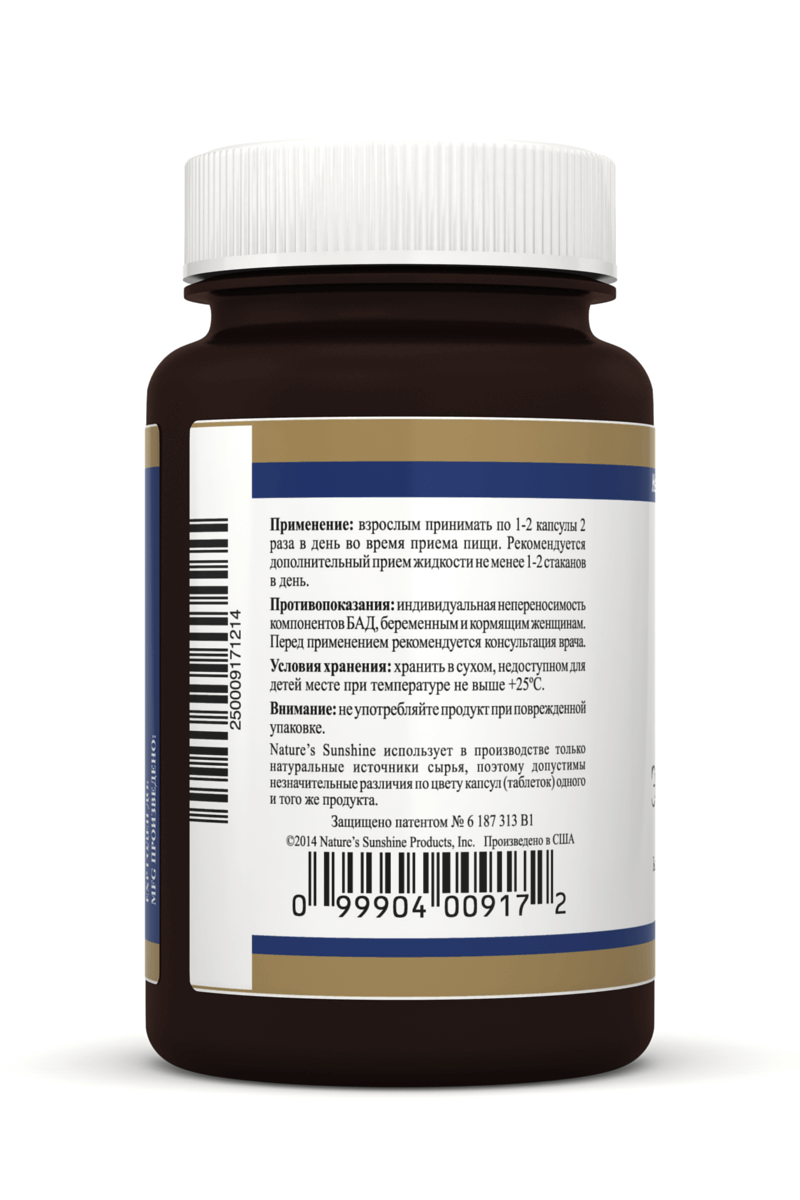 Применение: взрослым принимать по 1-2 капсулы 2
раза в день во время приема пищи. Рекомендуется
дополнительный прием жидкости не менее 1-2 стаканов
в день.
Противопоказания: индивидуальная непереносимость
компонентов БАД, беременным и кормящим женщинам.
Перед применением рекомендуется консультация врача.
Условия хранения: хранить в сухом, недоступном для
детей месте при температуре не выше +25°C.
Внимание: не употребляйте продукт при поврежденной
упаковке.
Nature's Sunshine использует в производстве только
натуральные источники сырья, поэтому допустимы
незначительные различия по цвету капсул (таблеток) одного
и того же продукта.
Защищено патентом № 6 187 313 B1
©2014 Nature's Sunshine Products, Inc. Произведено в США
0 99904 00917 2
250009171214
MFG ПРОИЗВЕДЕНО: